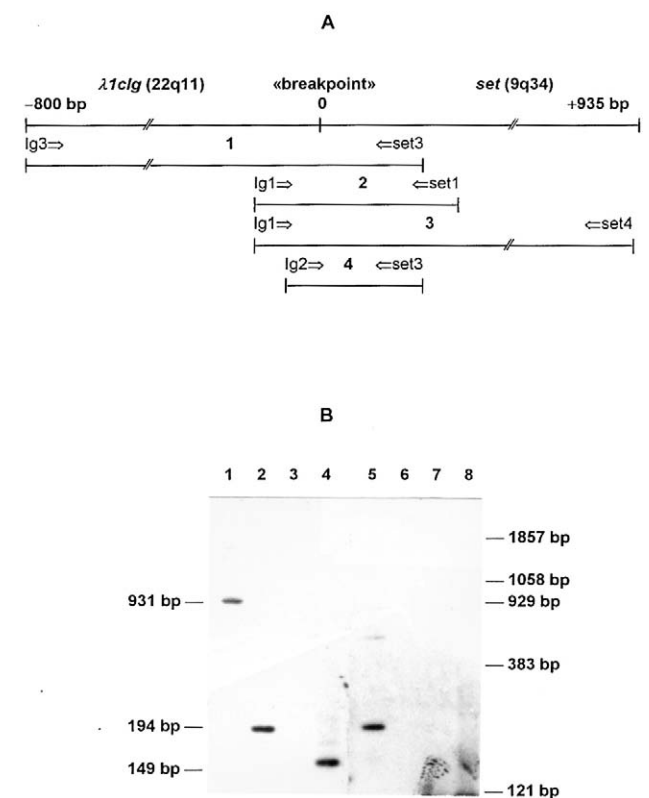 A
λ1cIg (22q11) «breakpoint» set (9q34)
−800 bp 0 +935 bp
Ig3⇒ 1 ⇐set3
Ig1⇒ 2 ⇐set1
Ig1⇒ 3 ⇐set4
Ig2⇒ 4 ⇐set3
B
1 2 3 4 5 6 7 8
1857 bp
1058 bp
931 bp 929 bp
383 bp
194 bp
149 bp
121 bp